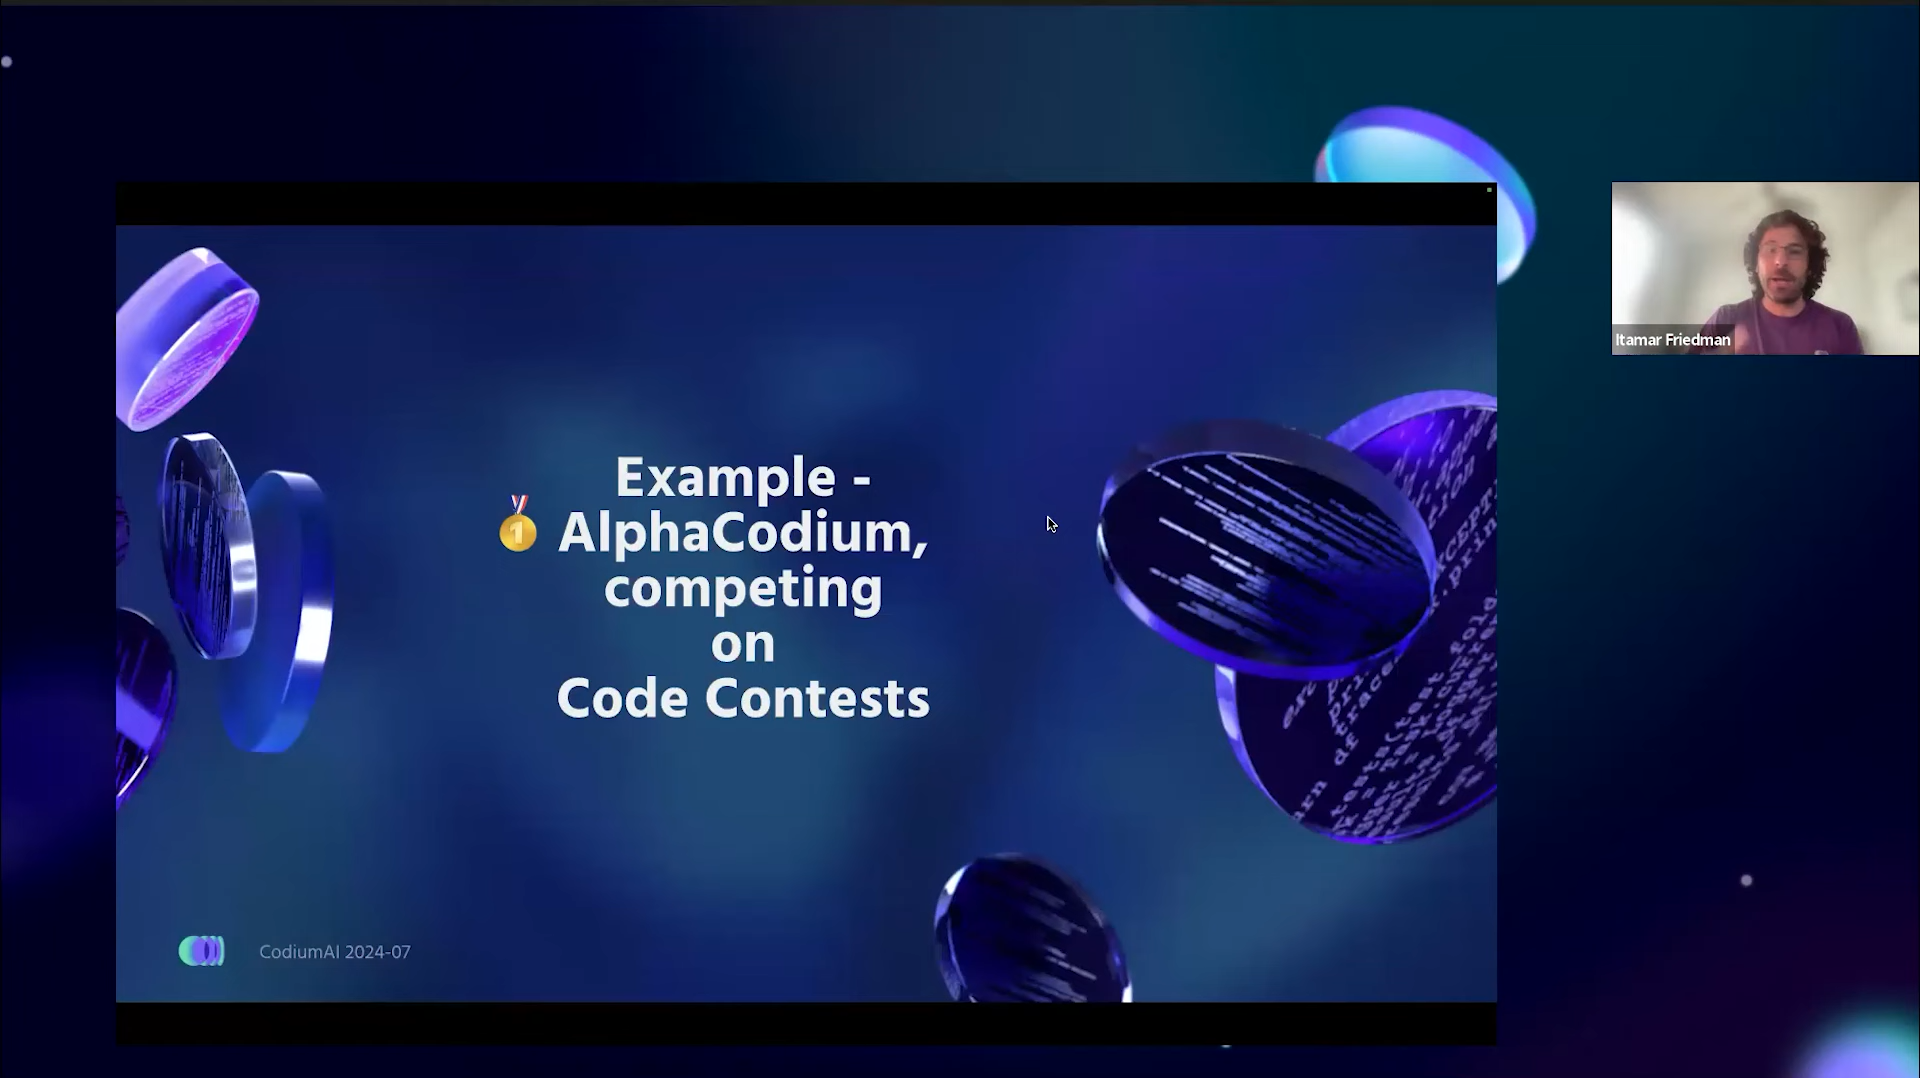 Example -
🥇 AlphaCodium,
competing
on
Code Contests
CodiumAI 2024-07
Itamar Friedman